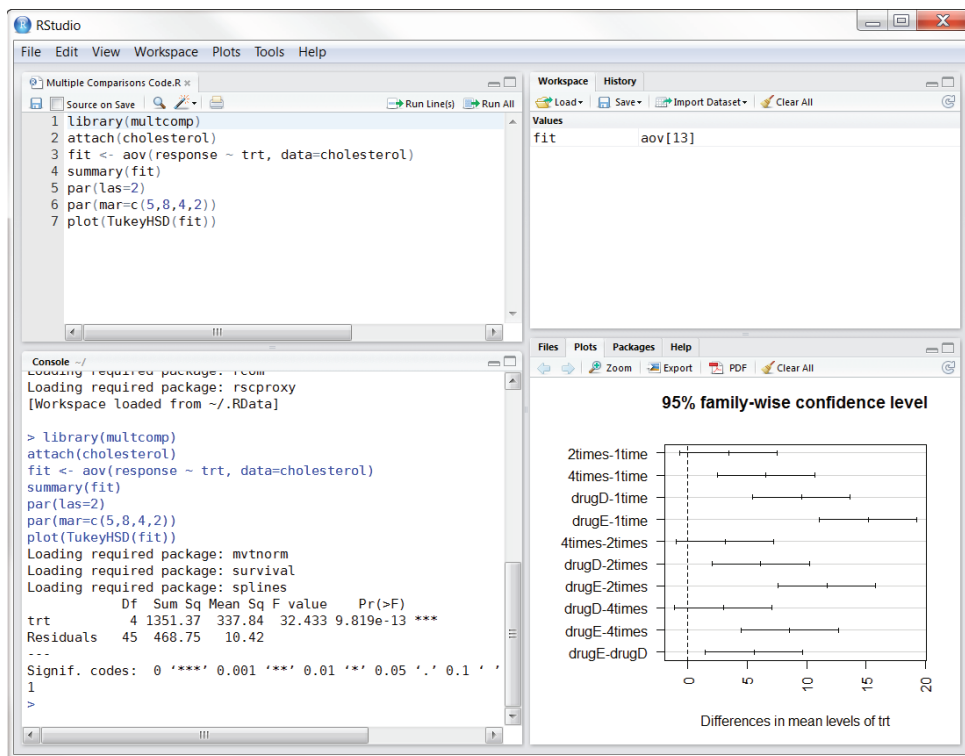 RStudio
File Edit View Workspace Plots Tools Help
Multiple Comparisons Code.R
Source on Save Run Line(s) Run All
1 library(multcomp)
2 attach(cholesterol)
3 fit <- aov(response ~ trt, data=cholesterol)
4 summary(fit)
5 par(las=2)
6 par(mar=c(5,8,4,2))
7 plot(TukeyHSD(fit))
Workspace History
Load Save Import Dataset Clear All
Values
fit aov[13]
Console ~/
Loading required package: rcom
Loading required package: rscproxy
[Workspace loaded from ~/.RData]
> library(multcomp)
attach(cholesterol)
fit <- aov(response ~ trt, data=cholesterol)
summary(fit)
par(las=2)
par(mar=c(5,8,4,2))
plot(TukeyHSD(fit))
Loading required package: mvtnorm
Loading required package: survival
Loading required package: splines
Df Sum Sq Mean Sq F value Pr(>F)
trt 4 1351.37 337.84 32.433 9.819e-13 ***
Residuals 45 468.75 10.42
---
Signif. codes: 0 ‘***’ 0.001 ‘**’ 0.01 ‘*’ 0.05 ‘.’ 0.1 ‘ ’
1
>
Files Plots Packages Help
Zoom Export PDF Clear All
95% family-wise confidence level
2times-1time
4times-1time
drugD-1time
drugE-1time
4times-2times
drugD-2times
drugE-2times
drugD-4times
drugE-4times
drugE-drugD
0 5 10 15 20
Differences in mean levels of trt